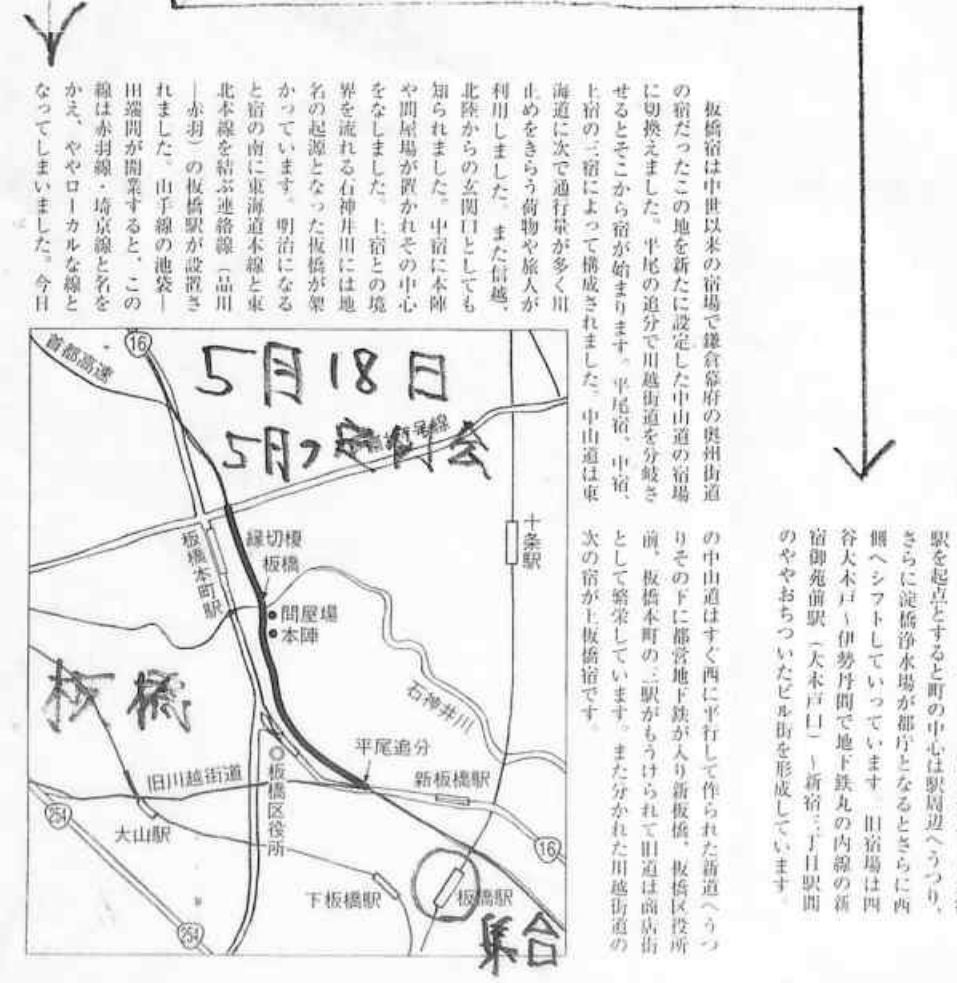 駅を起点とすると町の中心は駅周辺へうつり、
さらに淀橋浄水場が都庁となるとさらに西
側へシフトしていっています。旧宿場は四
谷大木戸~伊勢丹間で地下鉄丸の内線の新
宿御苑前駅(大木戸口)~新宿三丁目駅間
のややおちついたビル街を形成しています。
板橋宿は中世以来の宿場で鎌倉幕府の奥州街道
の宿だったこの地を新たに設定した中山道の宿場
に切換えました。平尾の追分で川越街道を分岐さ
せるとそこから宿が始まります。平尾宿、中宿、
上宿の三宿によって構成されました。中山道は東
海道に次で通行量が多く川
止めをきらう荷物や旅人が
利用しました。また信越、
北陸からの玄関口としても
知られました。中宿に本陣
や問屋場が置かれその中心
をなしました。上宿との境
界を流れる石神井川には地
名の起源となった板橋が架
かっています。明治になる
と宿の南に東海道本線と東
北本線を結ぶ連絡線(品川
―赤羽)の板橋駅が設置さ
れました。山手線の池袋―
田端間が開業すると、この
線は赤羽線・埼京線と名を
かえ、ややローカルな線と
なってしまいました。今日
の中山道はすぐ西に平行して作られた新道へうつ
りその下に都営地下鉄が入り新板橋、板橋区役所
前、板橋本町の三駅がもうけられて旧道は商店街
として繁栄しています。また分かれた川越街道の
次の宿が上板橋宿です。
16
首都高速
5月18日
5月の定例会
十条駅
板橋本町駅
縁切榎
板橋
問屋場
本陣
石神井川
板橋
平尾追分
旧川越街道
板橋区役所
新板橋駅
254
大山駅
16
下板橋駅
板橋駅
集合
254